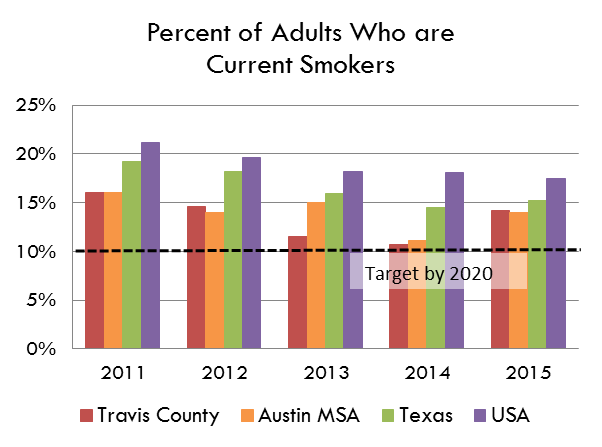 Percent of Adults Who are
Current Smokers
25%
20%
15%
10%
5%
0%
Target by 2020
2011 2012 2013 2014 2015
Travis County Austin MSA Texas USA